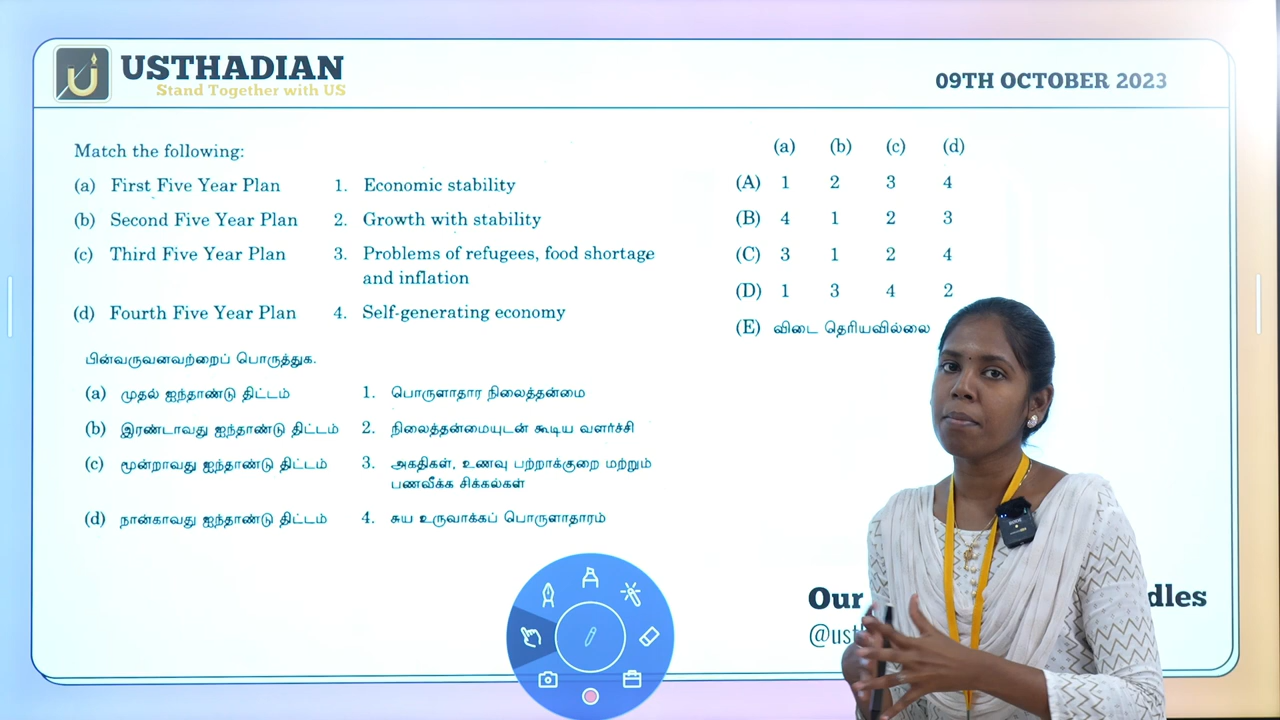 USTHADIAN
Stand Together with US
09TH OCTOBER 2023
Match the following:
(a) First Five Year Plan 1. Economic stability
(b) Second Five Year Plan 2. Growth with stability
(c) Third Five Year Plan 3. Problems of refugees, food shortage
and inflation
(d) Fourth Five Year Plan 4. Self-generating economy
பின்வருவனவற்றைப் பொருத்துக.
(a) முதல் ஐந்தாண்டு திட்டம் 1. பொருளாதார நிலைத்தன்மை
(b) இரண்டாவது ஐந்தாண்டு திட்டம் 2. நிலைத்தன்மையுடன் கூடிய வளர்ச்சி
(c) மூன்றாவது ஐந்தாண்டு திட்டம் 3. அகதிகள், உணவு பற்றாக்குறை மற்றும்
பணவீக்க சிக்கல்கள்
(d) நான்காவது ஐந்தாண்டு திட்டம் 4. சுய உருவாக்கப் பொருளாதாரம்
(a) (b) (c) (d)
(A) 1 2 3 4
(B) 4 1 2 3
(C) 3 1 2 4
(D) 1 3 4 2
(E) விடை தெரியவில்லை
Our